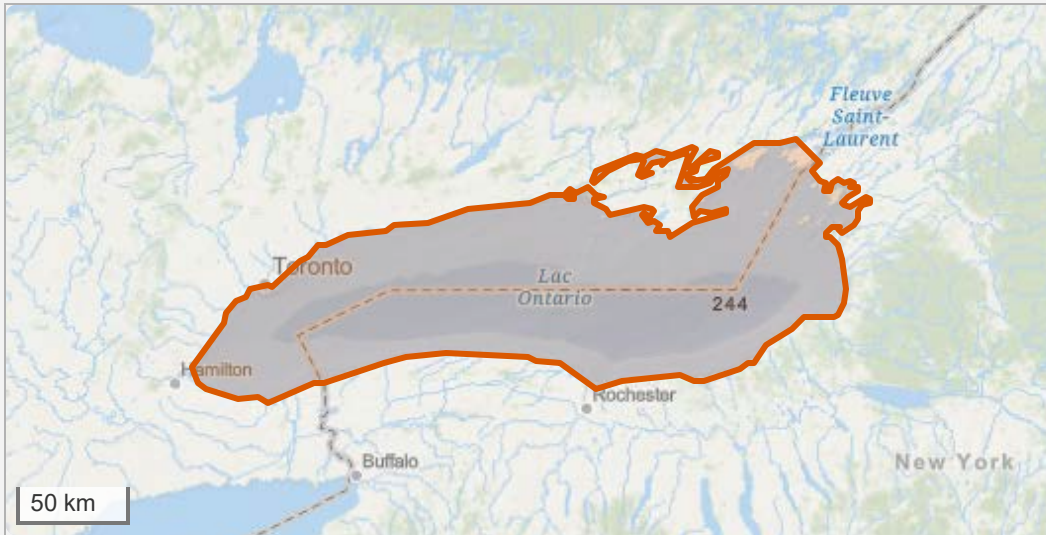 Fleuve
Saint-
Laurent
Toronto
Lac
Ontario
244
Hamilton
Rochester
Buffalo
New York
50 km